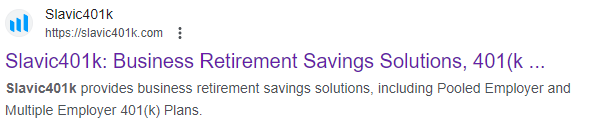 Slavic401k
https://slavic401k.com
Slavic401k: Business Retirement Savings Solutions, 401(k ...
Slavic401k provides business retirement savings solutions, including Pooled Employer and
Multiple Employer 401(k) Plans.